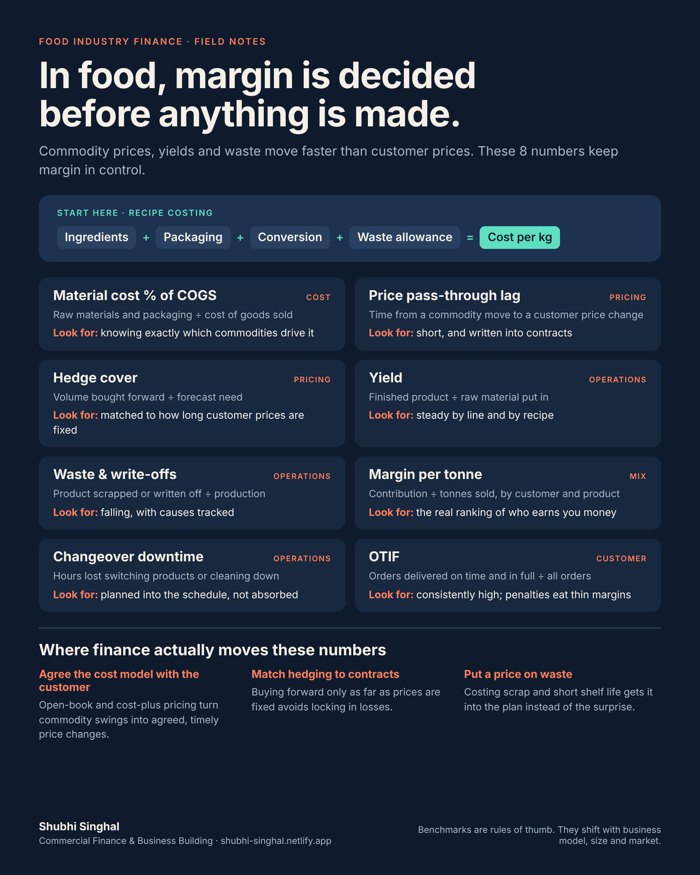 FOOD INDUSTRY FINANCE · FIELD NOTES
In food, margin is decided
before anything is made.
Commodity prices, yields and waste move faster than customer prices. These 8 numbers keep
margin in control.
START HERE · RECIPE COSTING
Ingredients + Packaging + Conversion + Waste allowance = Cost per kg
Material cost % of COGS COST
Raw materials and packaging ÷ cost of goods sold
Look for: knowing exactly which commodities drive it
Price pass-through lag PRICING
Time from a commodity move to a customer price change
Look for: short, and written into contracts
Hedge cover PRICING
Volume bought forward ÷ forecast need
Look for: matched to how long customer prices are
fixed
Yield OPERATIONS
Finished product ÷ raw material put in
Look for: steady by line and by recipe
Waste & write-offs OPERATIONS
Product scrapped or written off ÷ production
Look for: falling, with causes tracked
Margin per tonne MIX
Contribution ÷ tonnes sold, by customer and product
Look for: the real ranking of who earns you money
Changeover downtime OPERATIONS
Hours lost switching products or cleaning down
Look for: planned into the schedule, not absorbed
OTIF CUSTOMER
Orders delivered on time and in full ÷ all orders
Look for: consistently high; penalties eat thin margins
Where finance actually moves these numbers
Agree the cost model with the
customer
Open-book and cost-plus pricing turn
commodity swings into agreed, timely
price changes.
Match hedging to contracts
Buying forward only as far as prices are
fixed avoids locking in losses.
Put a price on waste
Costing scrap and short shelf life gets it
into the plan instead of the surprise.
Shubhi Singhal
Commercial Finance & Business Building · shubhi-singhal.netlify.app
Benchmarks are rules of thumb. They shift with business
model, size and market.